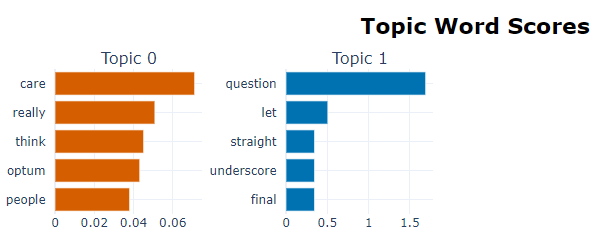 Topic Word Scores
Topic 0
care
really
think
optum
people
0 0.02 0.04 0.06
Topic 1
question
let
straight
underscore
final
0 0.5 1 1.5